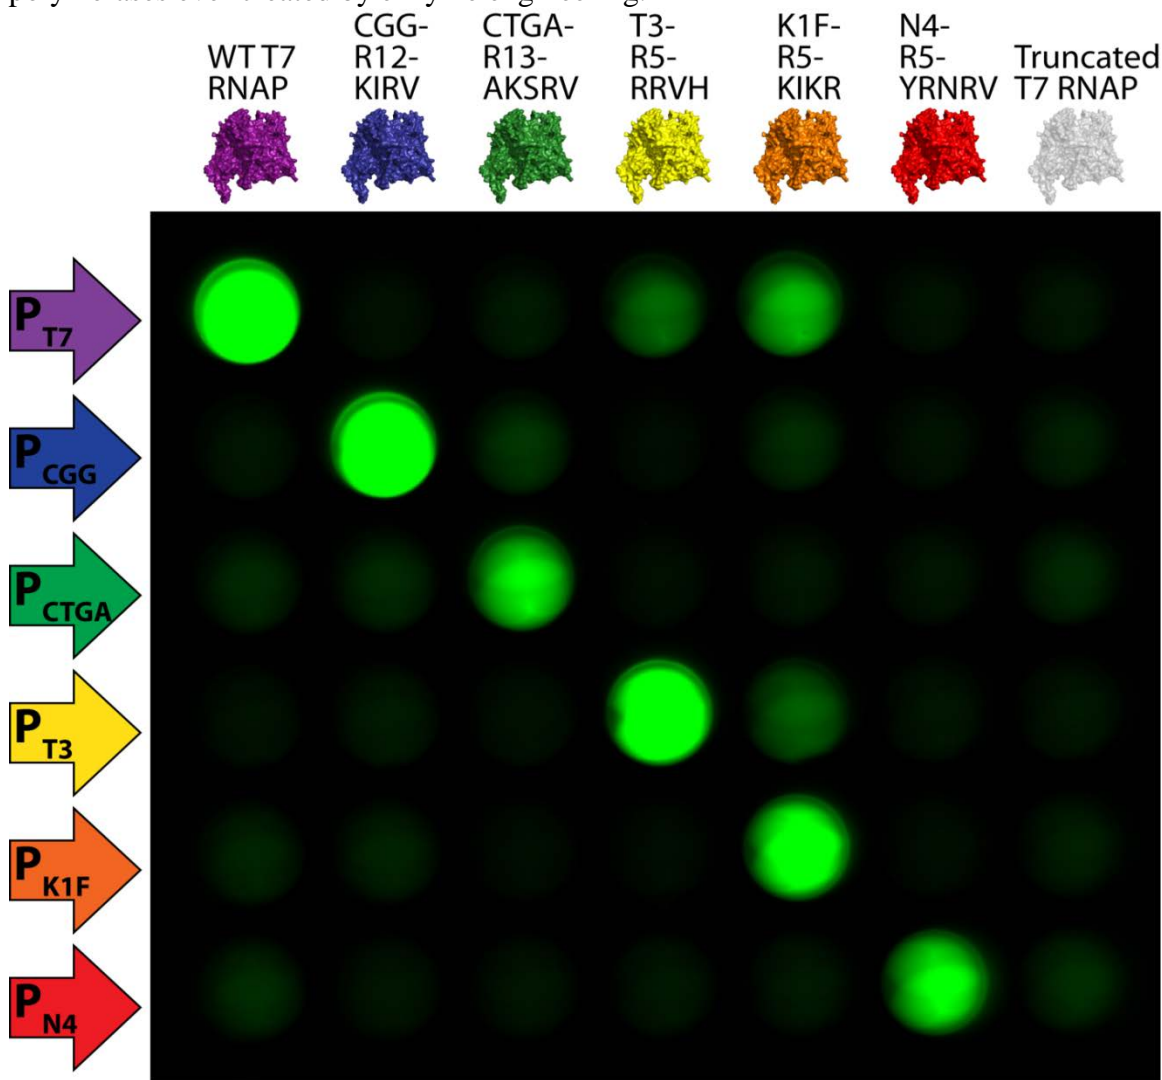 WT T7
RNAP
CGG-
R12-
KIRV
CTGA-
R13-
AKSRV
T3-
R5-
RRVH
K1F-
R5-
KIKR
N4-
R5-
YRNRV
Truncated
T7 RNAP
P T7
P CGG
P CTGA
P T3
P K1F
P N4